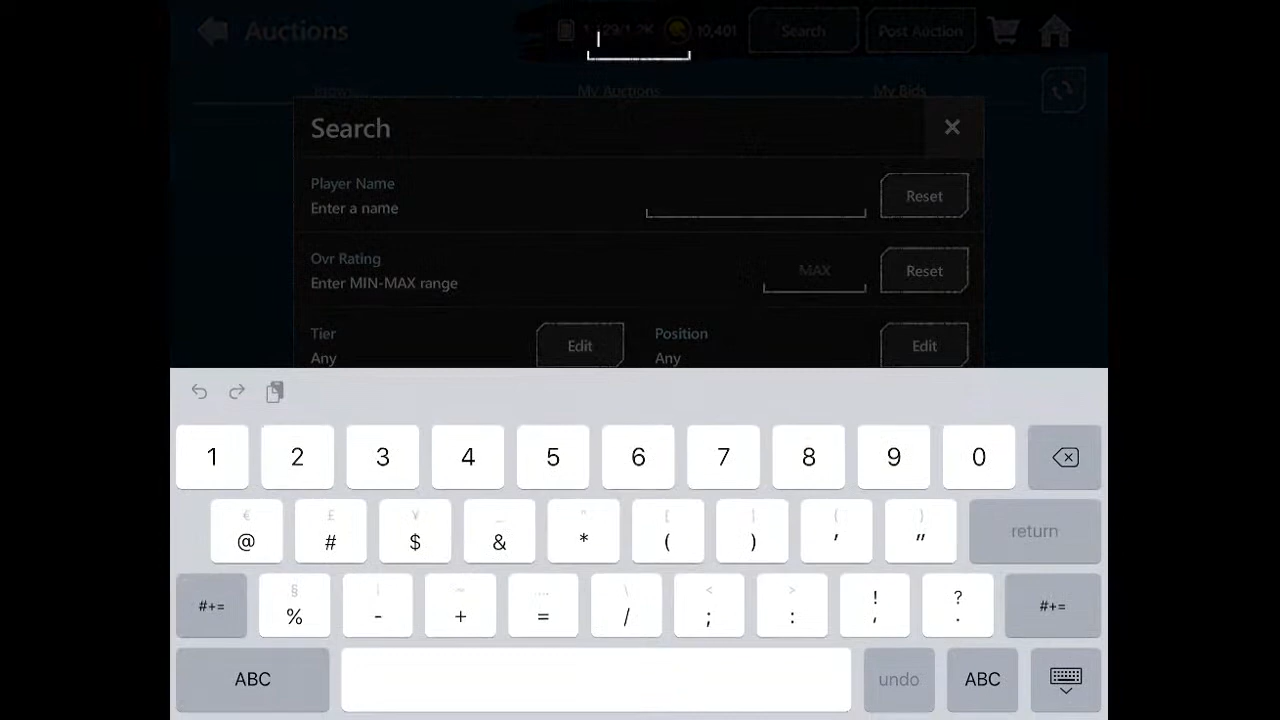 Auctions
10,401
Search
Post Auction
Browse
My Auctions
My Bids
Search
Player Name
Enter a name
Reset
Ovr Rating
Enter MIN-MAX range
MAX
Reset
Tier
Any
Edit
Position
Any
Edit
1 2 3 4 5 6 7 8 9 0
€ £ ¥ _ ^ [ ] { }
@ # $ & * ( ) ' " return
§ | ~ … \ < > ! ?
#+= % - + = / ; : , . #+=
ABC undo ABC